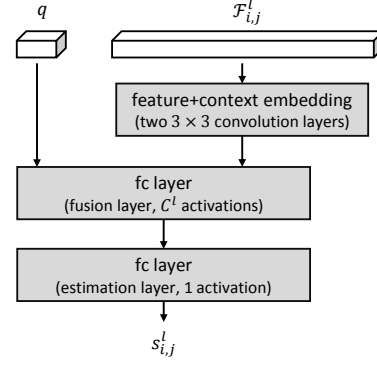 q
ℱ^l_{i,j}
feature+context embedding
(two 3 × 3 convolution layers)
fc layer
(fusion layer, C^l activations)
fc layer
(estimation layer, 1 activation)
s^l_{i,j}